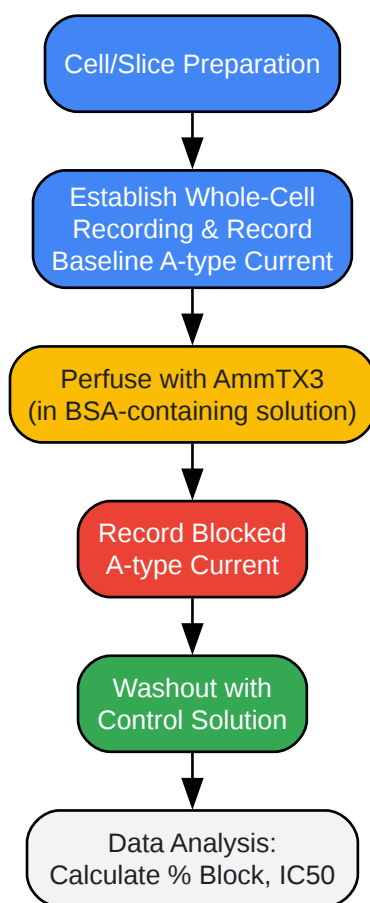 Cell/Slice Preparation
Establish Whole-Cell
Recording & Record
Baseline A-type Current
Perfuse with AmmTX3
(in BSA-containing solution)
Record Blocked
A-type Current
Washout with
Control Solution
Data Analysis:
Calculate % Block, IC50